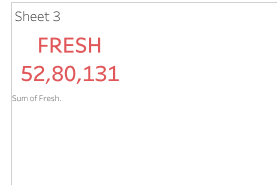 Sheet 3
FRESH
52,80,131
Sum of Fresh.